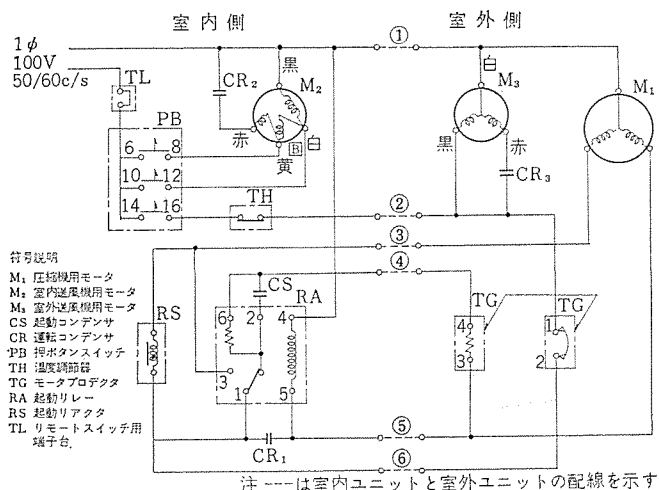 室内側
室外側
1φ
100V
50/60c/s
①
黒
白
TL
CR₂
M₂
M₃
M₁
PB
赤
黄
B
白
黒
赤
6 8
10 12
14 16
TH
CR₃
②
③
④
符号説明
M₁ 圧縮機用モータ
M₂ 室内送風機用モータ
M₃ 室外送風機用モータ
CS 起動コンデンサ
CR 運転コンデンサ
PB 押ボタンスイッチ
TH 温度調節器
TG モータプロテクタ
RA 起動リレー
RS 起動リアクタ
TL リモートスイッチ用
端子台
RS
CS
RA
6 2 4
3
1 5
CR₁
TG
4
3
TG
1
2
⑤
⑥
注 ---は室内ユニットと室外ユニットの配線を示す